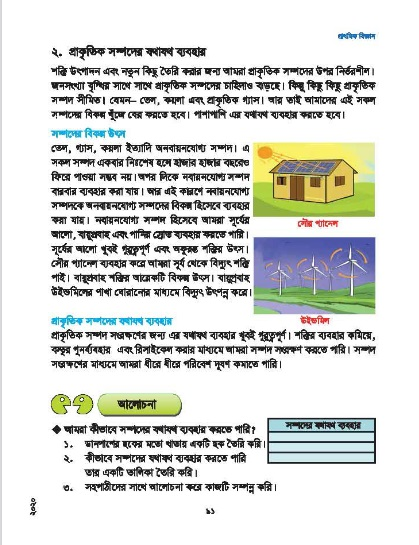 প্রাথমিক বিজ্ঞান
২. প্রাকৃতিক সম্পদের যথাযথ ব্যবহার
শক্তি উৎপাদন এবং নতুন কিছু তৈরি করার জন্য আমরা প্রাকৃতিক সম্পদের উপর নির্ভরশীল।
জনসংখ্যা বৃদ্ধির সাথে সাথে প্রাকৃতিক সম্পদের চাহিদাও বাড়ছে। কিন্তু কিছু কিছু প্রাকৃতিক
সম্পদ সীমিত। যেমন— তেল, কয়লা এবং প্রাকৃতিক গ্যাস। আর তাই আমাদের এই সকল
সম্পদের বিকল্প খুঁজে বের করতে হবে। পাশাপাশি এর যথাযথ ব্যবহার করতে হবে।
সম্পদের বিকল্প উৎস
তেল, গ্যাস, কয়লা ইত্যাদি অনবায়নযোগ্য সম্পদ। এ
সকল সম্পদ একবার নিঃশেষ হলে হাজার হাজার বছরেও
ফিরে পাওয়া সম্ভব নয়। অপর দিকে নবায়নযোগ্য সম্পদ
বারবার ব্যবহার করা যায়। আর এই কারণে নবায়নযোগ্য
সম্পদকে অনবায়নযোগ্য সম্পদের বিকল্প হিসেবে ব্যবহার
করা যায়। নবায়নযোগ্য সম্পদ হিসেবে আমরা সূর্যের
আলো, বায়ুপ্রবাহ এবং পানির স্রোত ব্যবহার করতে পারি।
সূর্যের আলো খুবই গুরুত্বপূর্ণ এবং অফুরন্ত শক্তির উৎস।
সৌর প্যানেল ব্যবহার করে আমরা সূর্য থেকে বিদ্যুৎ শক্তি
পাই। বায়ুপ্রবাহ শক্তির আরেকটি বিকল্প উৎস। বায়ুপ্রবাহ
উইন্ডমিলের পাখা ঘোরানোর মাধ্যমে বিদ্যুৎ উৎপন্ন করে।
সৌর প্যানেল
উইন্ডমিল
প্রাকৃতিক সম্পদের যথাযথ ব্যবহার
প্রাকৃতিক সম্পদ সংরক্ষণের জন্য এর যথাযথ ব্যবহার খুবই গুরুত্বপূর্ণ। শক্তির ব্যবহার কমিয়ে,
বস্তুর পুনর্ব্যবহার এবং রিসাইকেল করার মাধ্যমে আমরা সম্পদ সংরক্ষণ করতে পারি। সম্পদ
সংরক্ষণের মাধ্যমে আমরা ধীরে ধীরে পরিবেশ দূষণ কমাতে পারি।
আলোচনা
◆ আমরা কীভাবে সম্পদের যথাযথ ব্যবহার করতে পারি?
১. ডানপাশের ছকের মতো খাতায় একটি ছক তৈরি করি।
২. কীভাবে সম্পদের যথাযথ ব্যবহার করতে পারি
তার একটি তালিকা তৈরি করি।
৩. সহপাঠীদের সাথে আলোচনা করে কাজটি সম্পন্ন করি।
সম্পদের যথাযথ ব্যবহার
২০২০
৯১